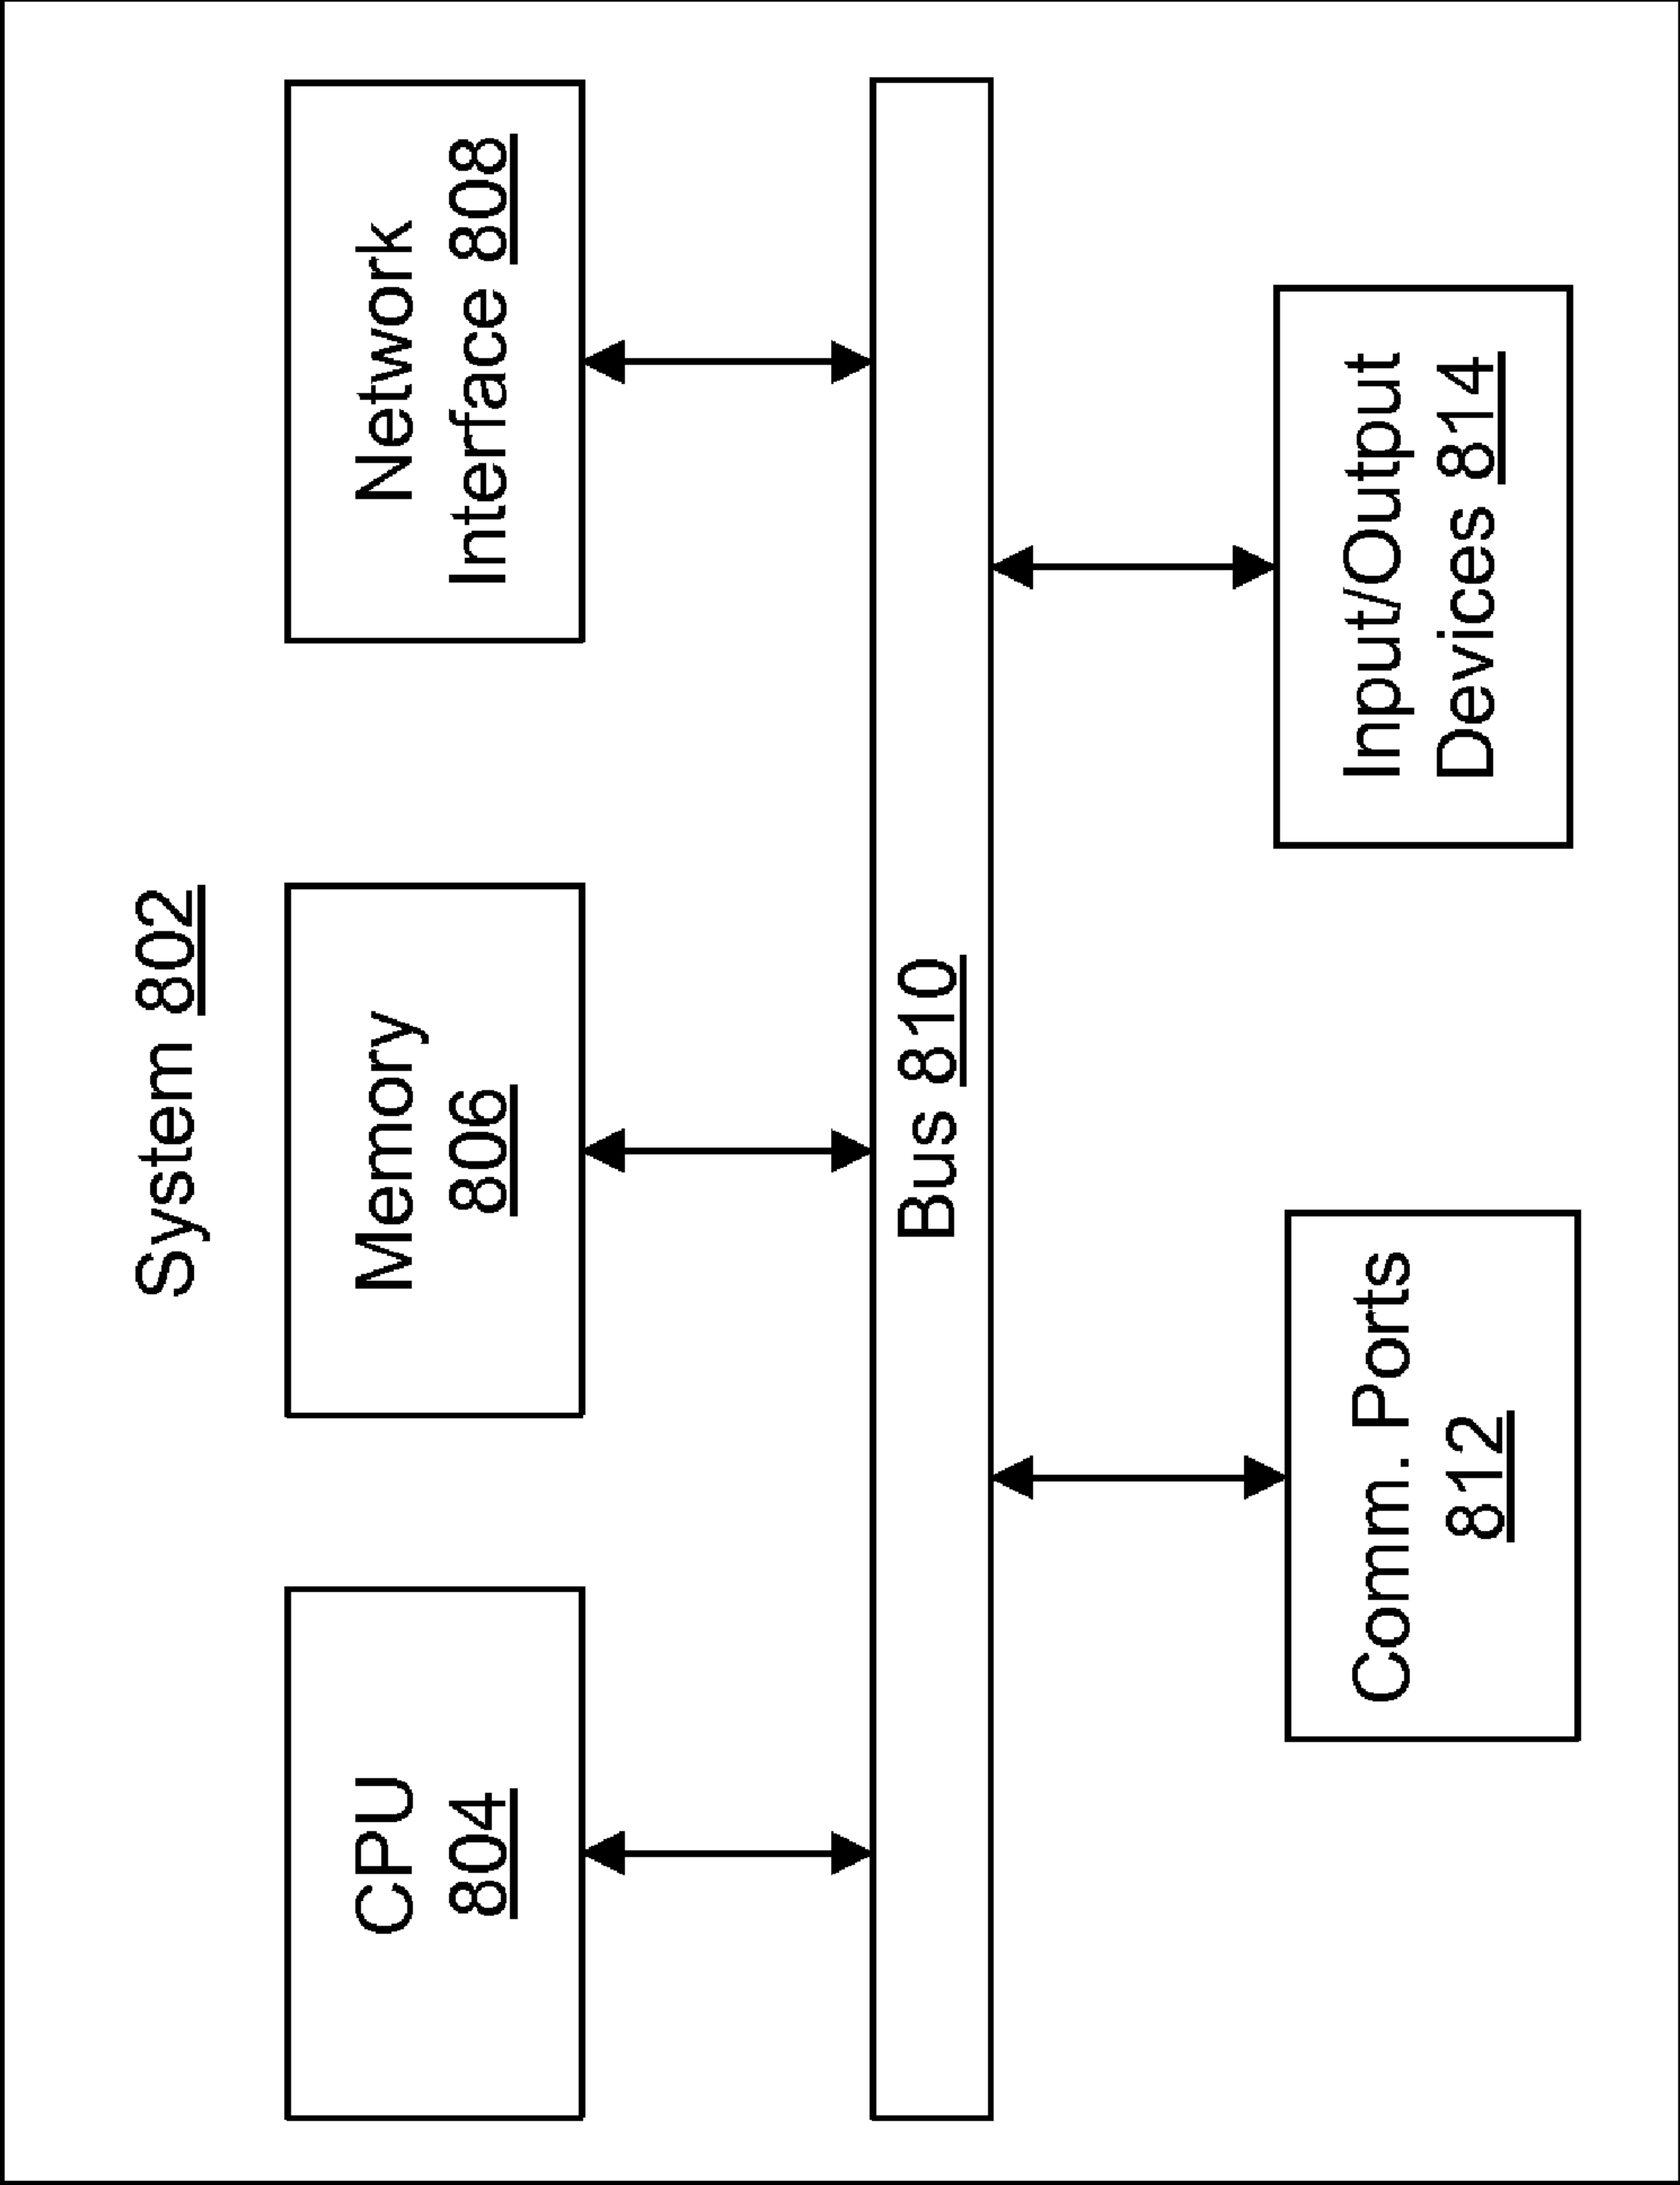 System 802
CPU
804
Memory
806
Network
Interface 808
Bus 810
Comm. Ports
812
Input/Output
Devices 814